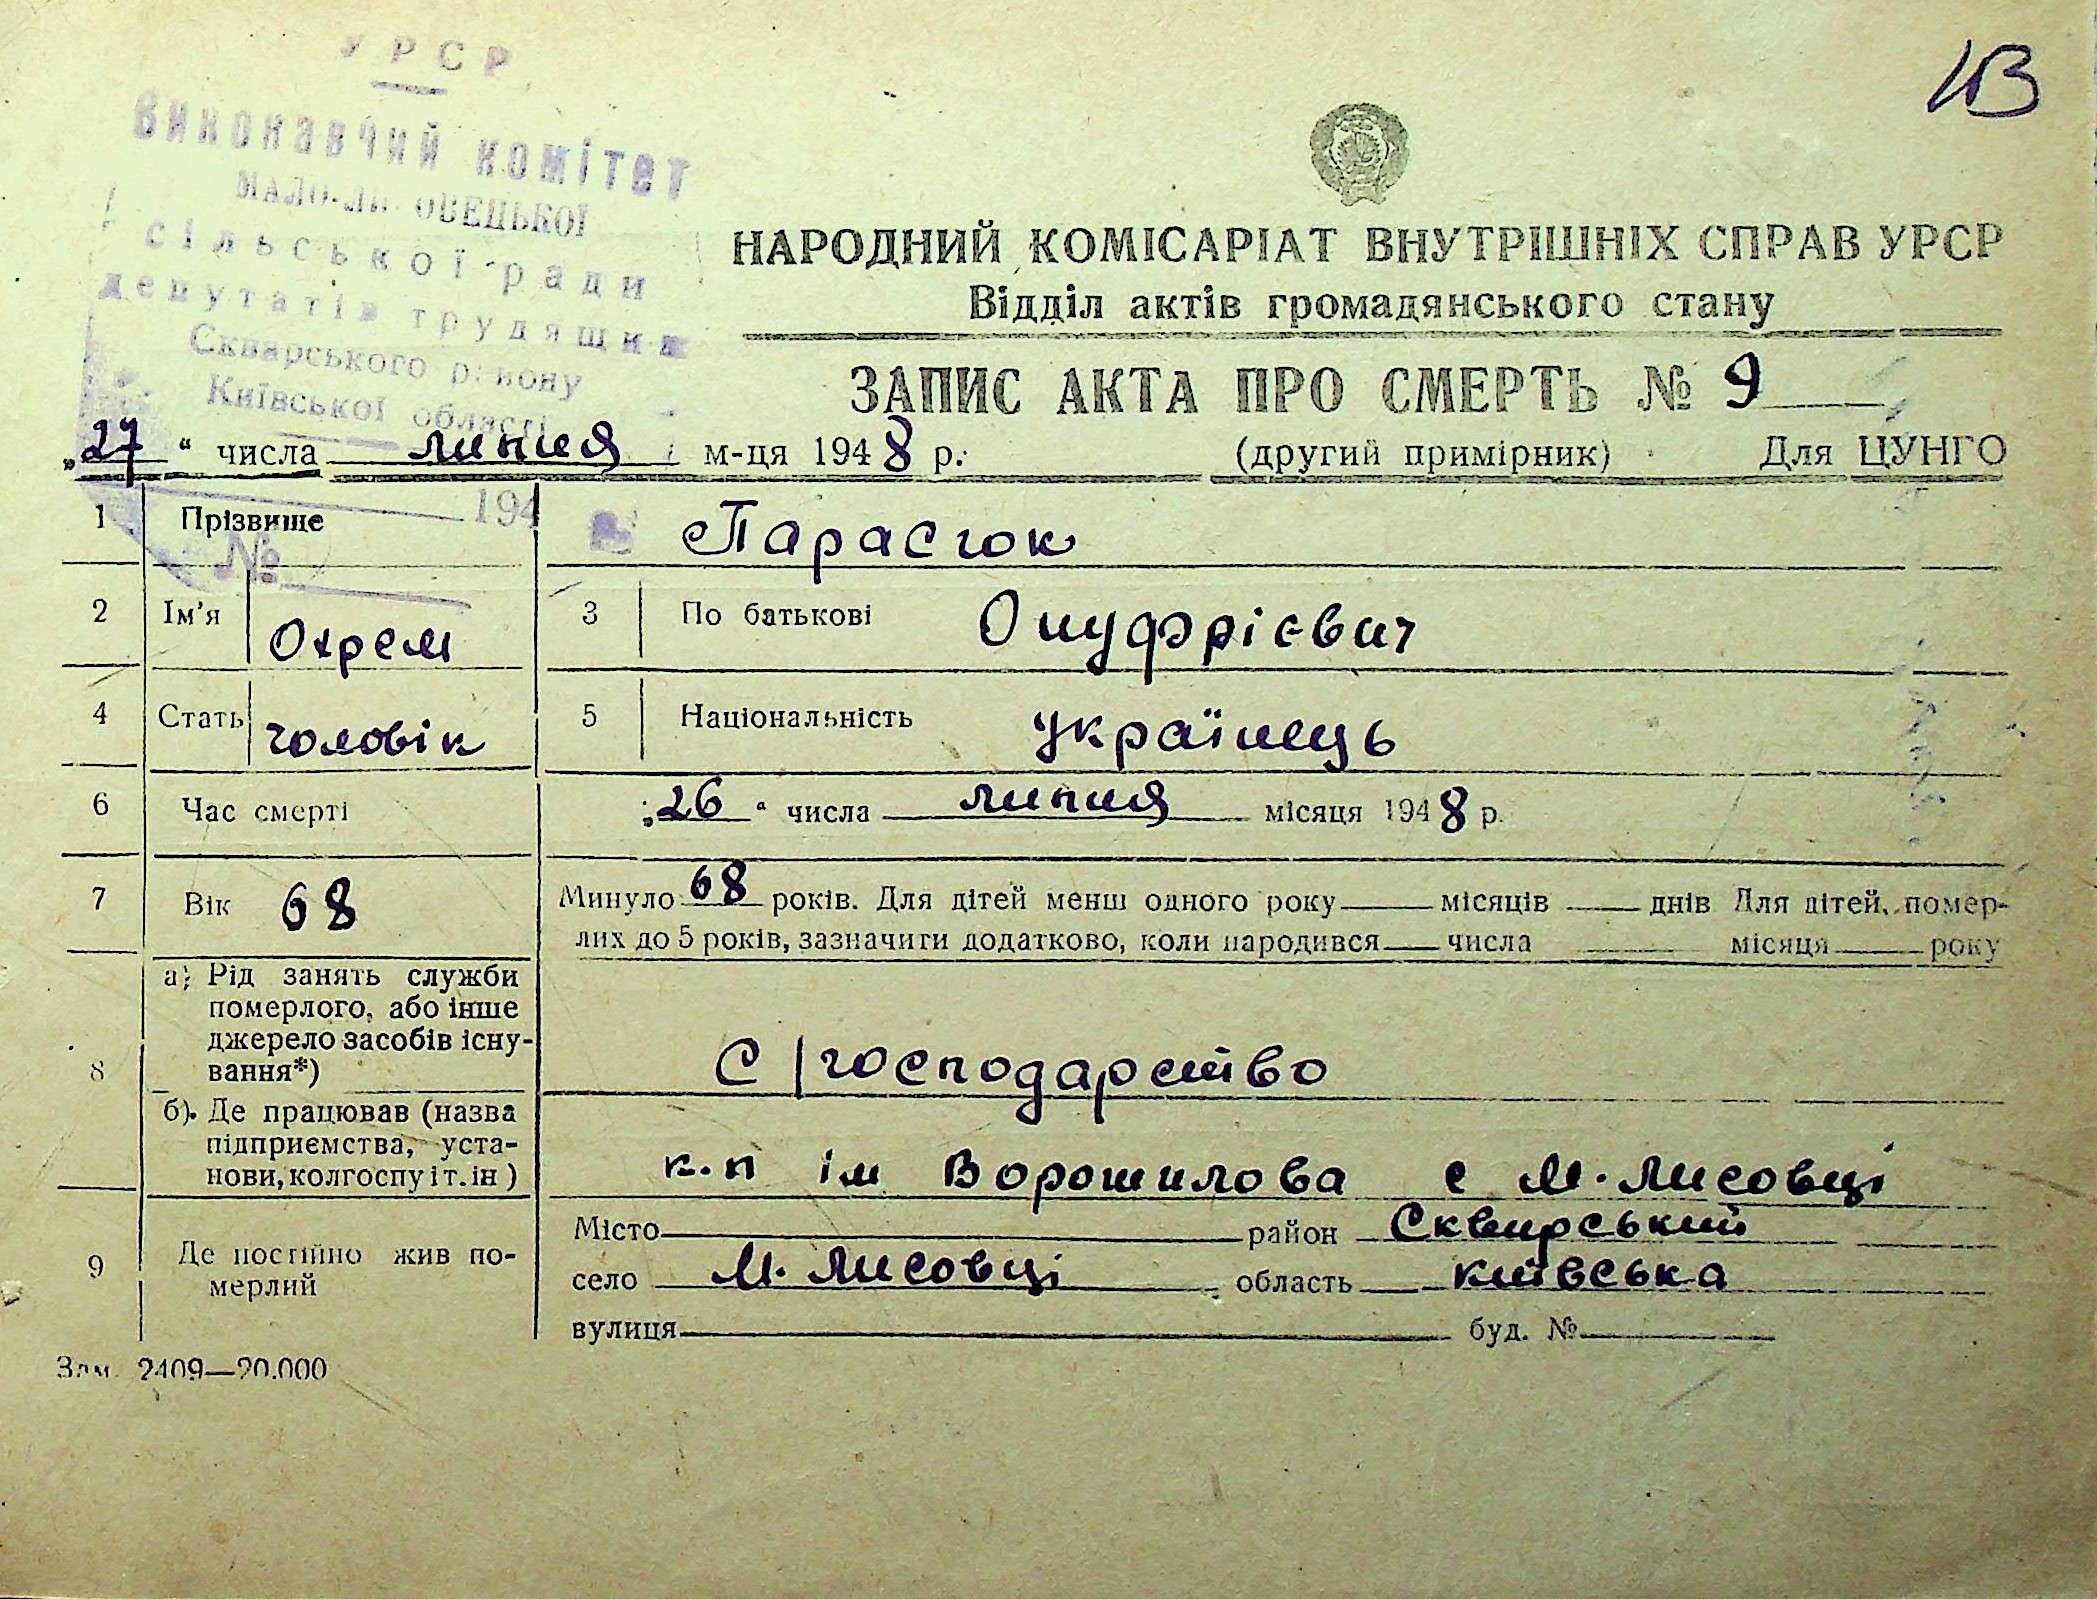 УРСР
Виконавчий комітет
МАЛО-ЛИ ОВЕЦЬКОЇ
сільської ради
депутатів трудящих
Сквирського району
Київської області
194
№
НАРОДНИЙ КОМІСАРІАТ ВНУТРІШНІХ СПРАВ УРСР
Відділ актів громадянського стану
ЗАПИС АКТА ПРО СМЕРТЬ № 9
„27“ числа липня м-ця 1948 р. (другий примірник) Для ЦУНГО
1 Прізвище Парасюк
2 Ім’я Охрем 3 По батькові Онуфрієвич
4 Стать чоловік 5 Національність українець
6 Час смерті „26“ числа липня місяця 1948 р.
7 Вік 68 Минуло 68 років. Для дітей менш одного року місяців днів Для дітей, помер-
лих до 5 років, зазначити додатково, коли народився числа місяця року
8 а) Рід занять служби
померлого, або інше
джерело засобів існу-
вання*) С/господарство
б). Де працював (назва
підприємства, уста-
нови, колгоспу і т. ін) к.п ім Ворошилова с М. Лисовці
9 Де постійно жив по-
мерлий
Місто район Сквирський
село М. Лисовці область київська
вулиця буд. №
Зам. 2409—20.000